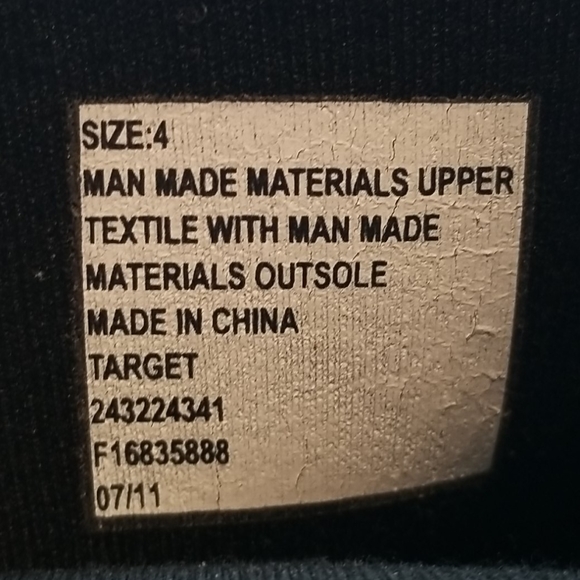 SIZE:4
MAN MADE MATERIALS UPPER
TEXTILE WITH MAN MADE
MATERIALS OUTSOLE
MADE IN CHINA
TARGET
243224341
F16835888
07/11